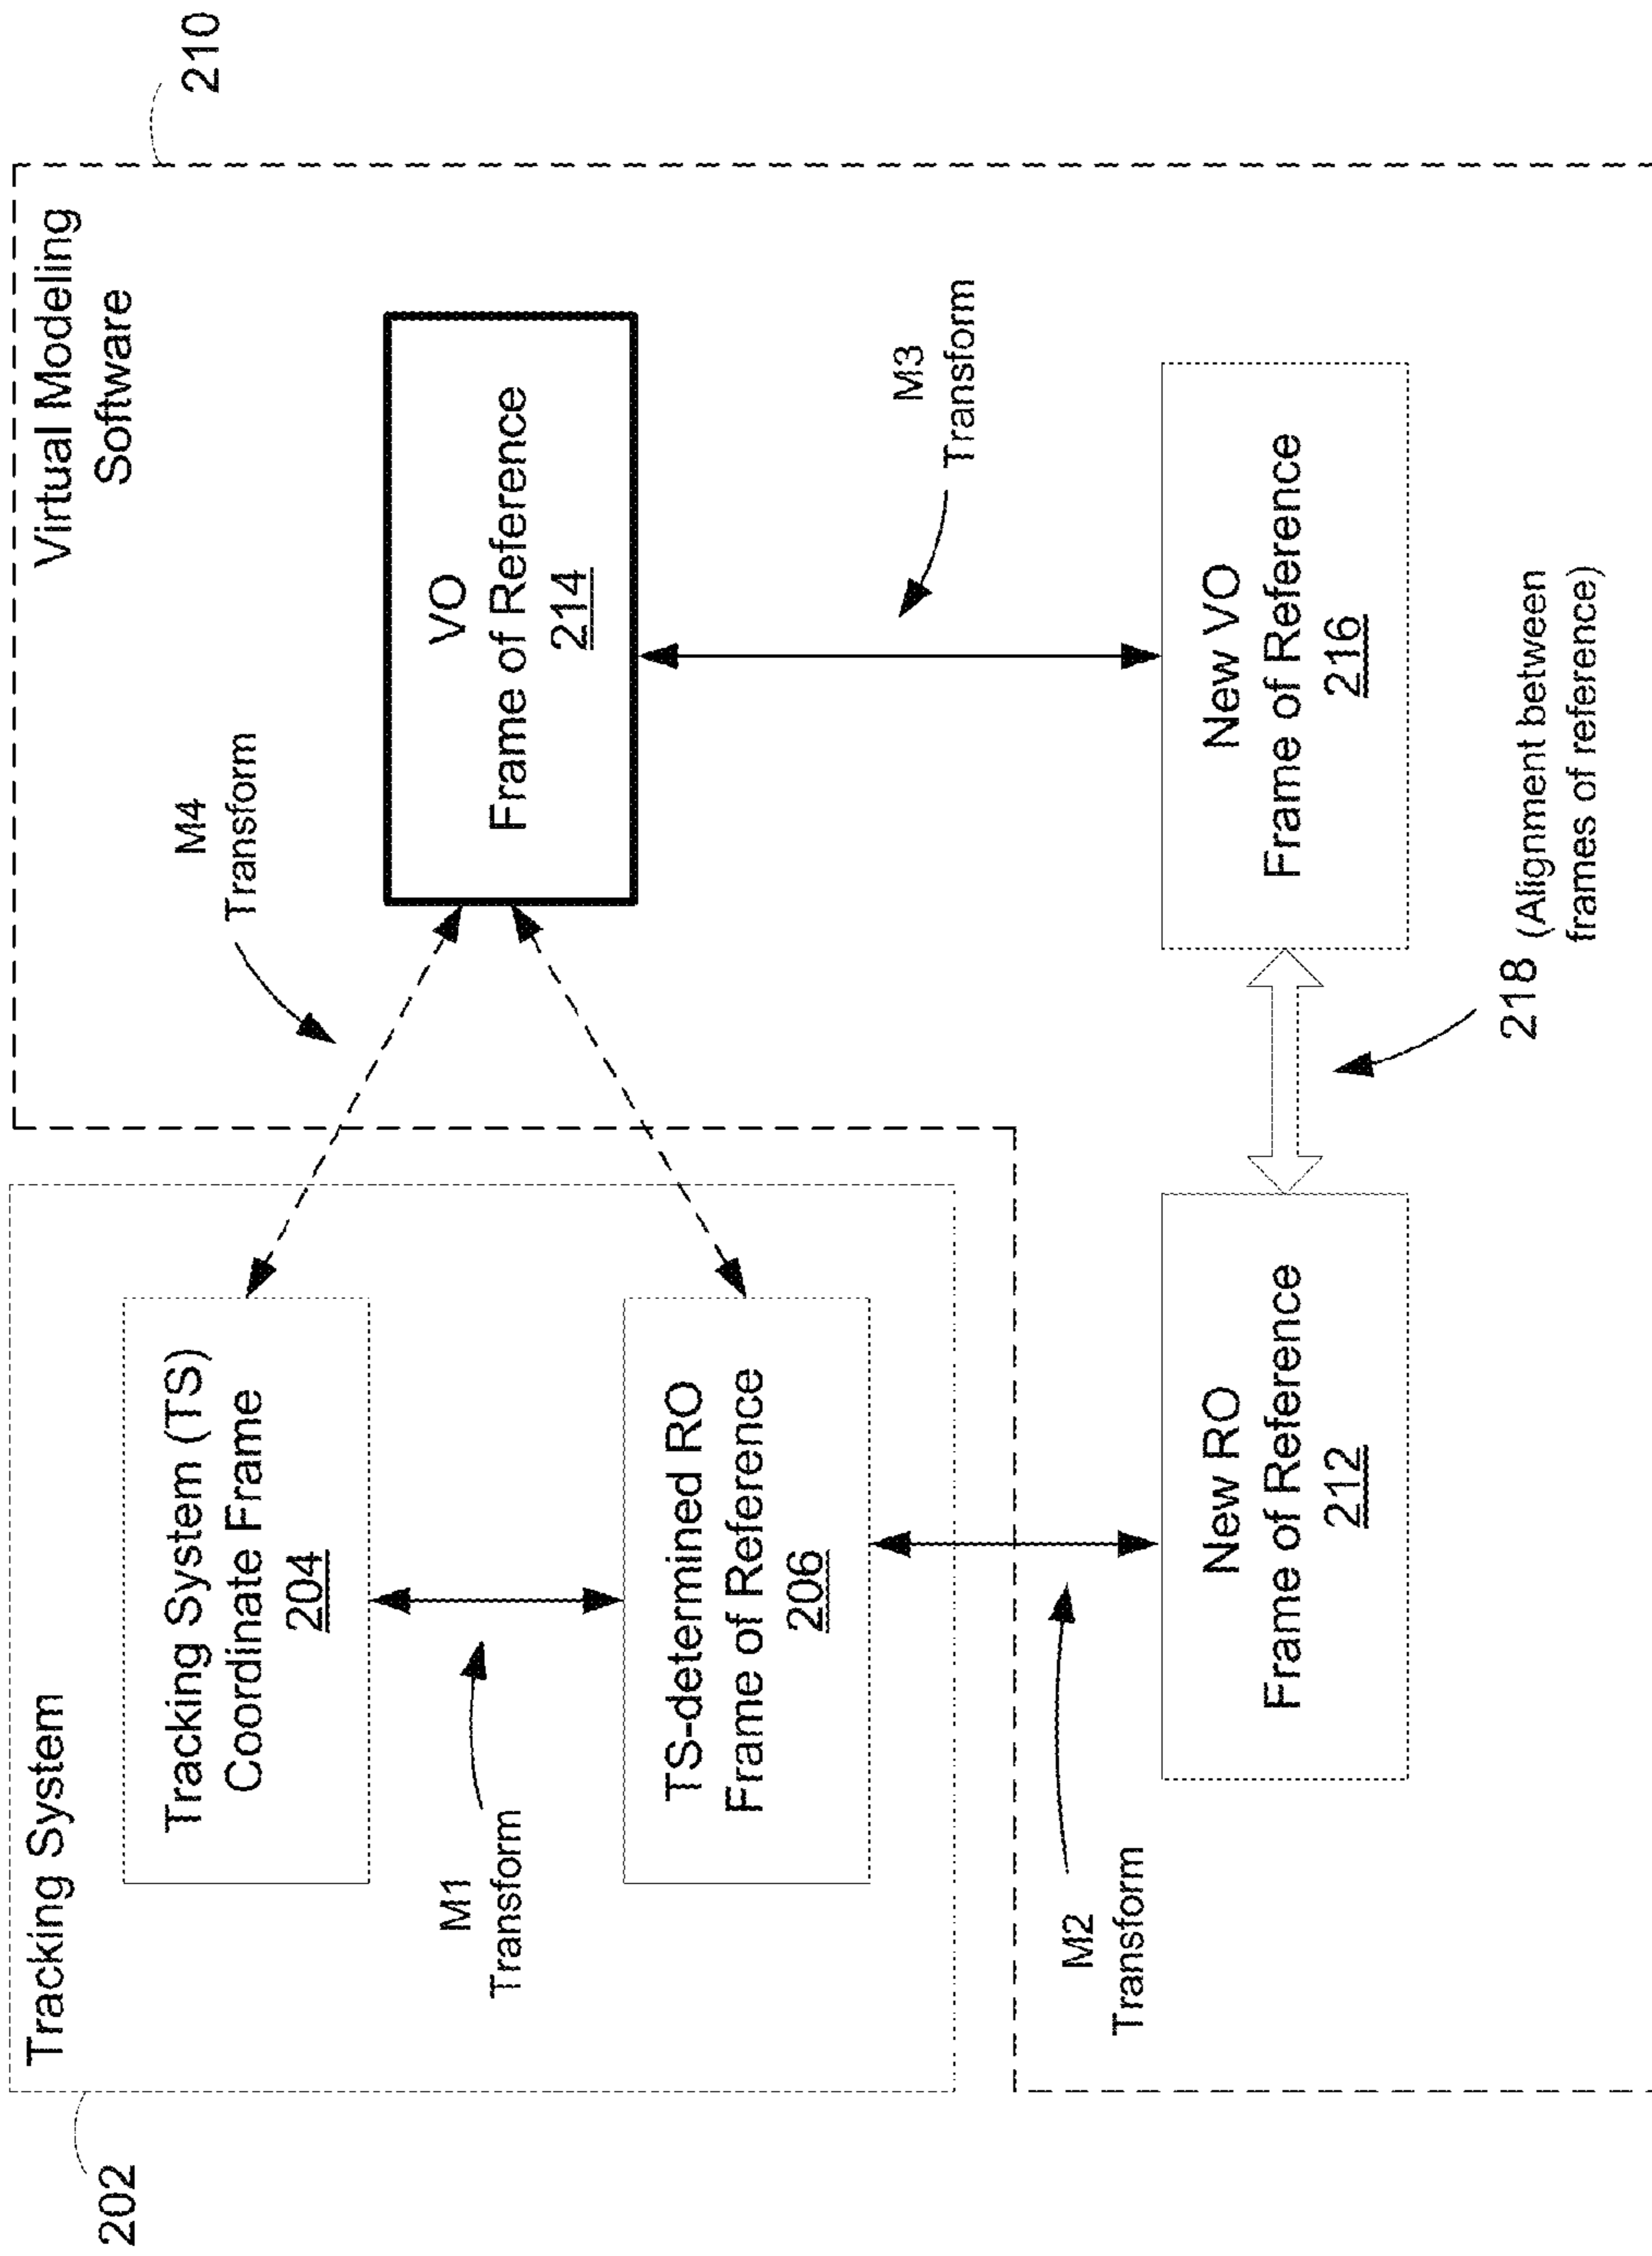 202
Tracking System
Tracking System (TS)
Coordinate Frame
204
M1
Transform
TS-determined RO
Frame of Reference
206
M2
Transform
New RO
Frame of Reference
212
210
Virtual Modeling
Software
M4
Transform
VO
Frame of Reference
214
M3
Transform
New VO
Frame of Reference
216
218 (Alignment between
frames of reference)